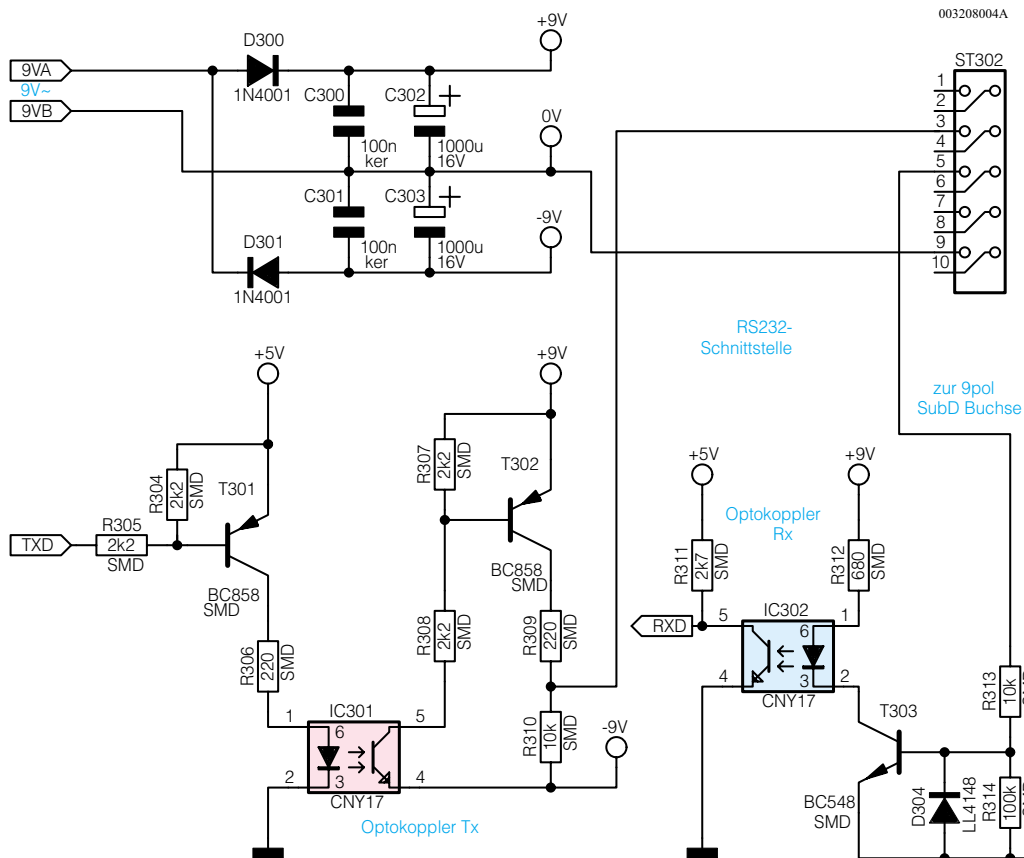 003208004A
+9V
D300
ST302
9VA
9V~
9VB
1N4001
C300
C302
100n
ker
1000u
16V
0V
C301
C303
100n
ker
1000u
16V
-9V
D301
1N4001
1
2
3
4
5
6
7
8
9
10
RS232-
Schnittstelle
zur 9pol
SubD Buchse
+5V
+9V
R304
2k2
SMD
T301
R305
TXD
2k2
SMD
BC858
SMD
R306
220
SMD
R307
2k2
SMD
T302
BC858
SMD
R308
2k2
SMD
R309
220
SMD
R310
10k
SMD
-9V
1
IC301
5
6
2
3
4
CNY17
Optokoppler Tx
+5V
+9V
Optokoppler
Rx
R311
2k7
SMD
R312
680
SMD
RXD
5
IC302
1
6
4
3
2
CNY17
T303
BC548
SMD
D304
LL4148
R313
10k
R314
100k